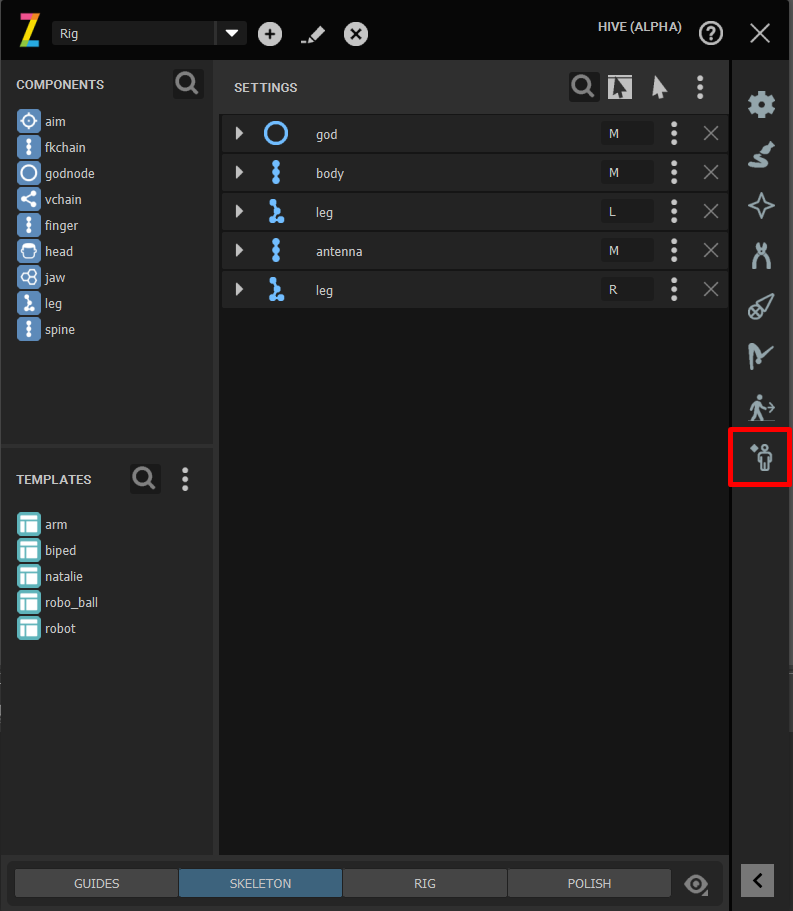 Rig
HIVE (ALPHA)
COMPONENTS
aim
fkchain
godnode
vchain
finger
head
jaw
leg
spine
TEMPLATES
arm
biped
natalie
robo_ball
robot
SETTINGS
god M
body M
leg L
antenna M
leg R
GUIDES SKELETON RIG POLISH